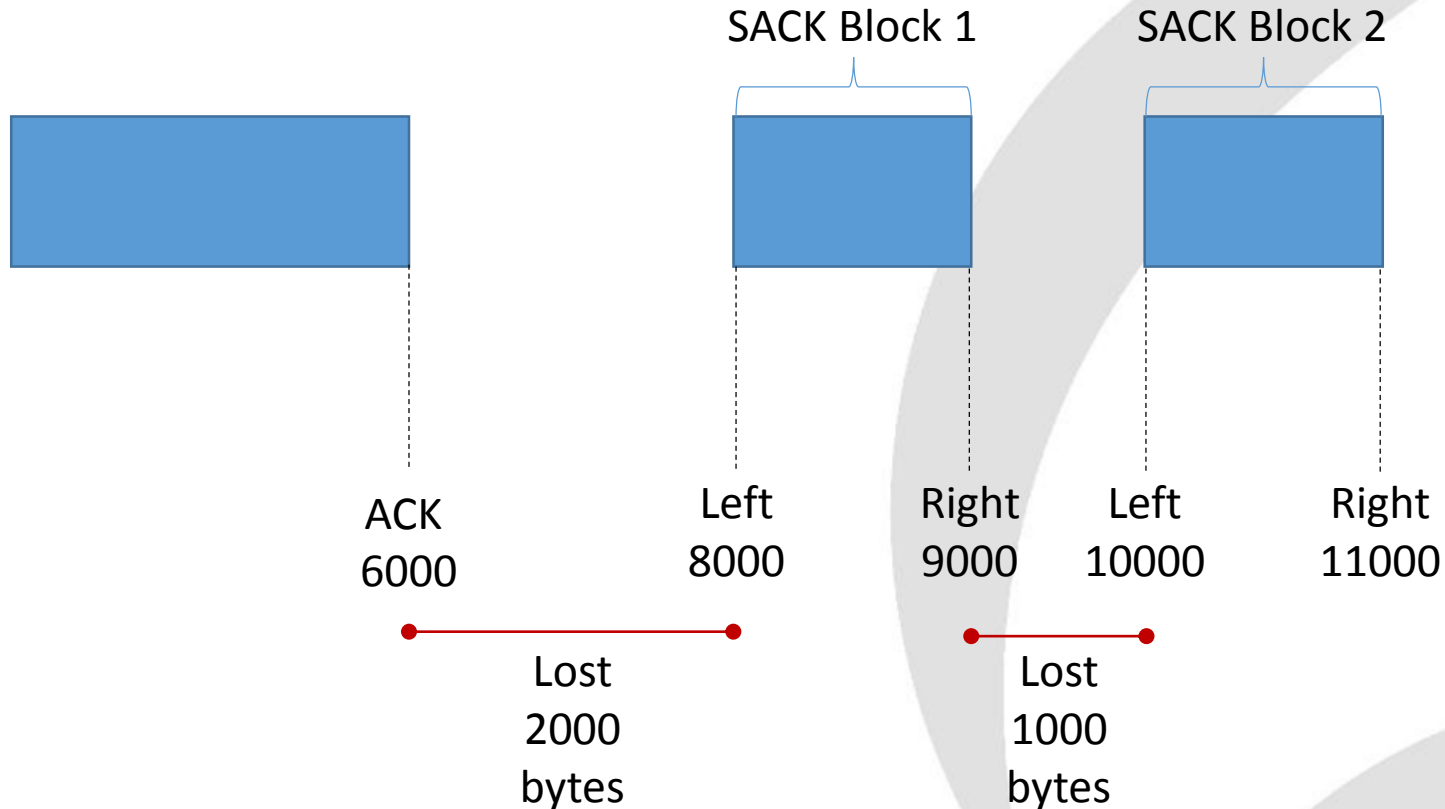 SACK Block 1
SACK Block 2
ACK
6000
Left
8000
Right
9000
Left
10000
Right
11000
Lost
2000
bytes
Lost
1000
bytes